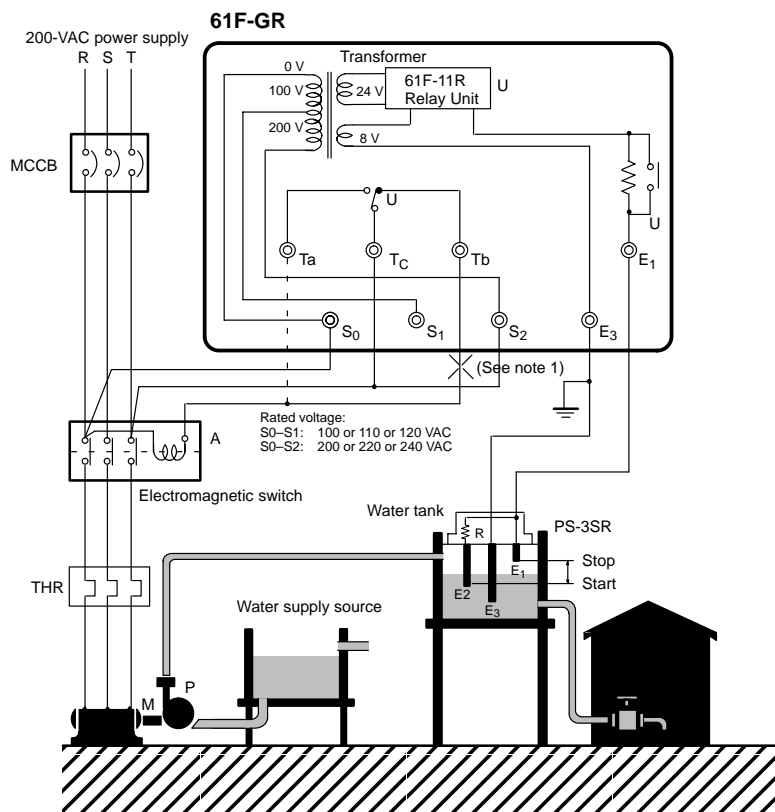 61F-GR
200-VAC power supply
R S T
Transformer
0 V
100 V
200 V
24 V
8 V
61F-11R
Relay Unit
U
MCCB
U
U
Ta
TC
Tb
E1
S0
S1
S2
E3
(See note 1)
Rated voltage:
S0–S1: 100 or 110 or 120 VAC
S0–S2: 200 or 220 or 240 VAC
A
Electromagnetic switch
Water tank
PS-3SR
R
Stop
E1
Start
E2
E3
THR
Water supply source
M
P